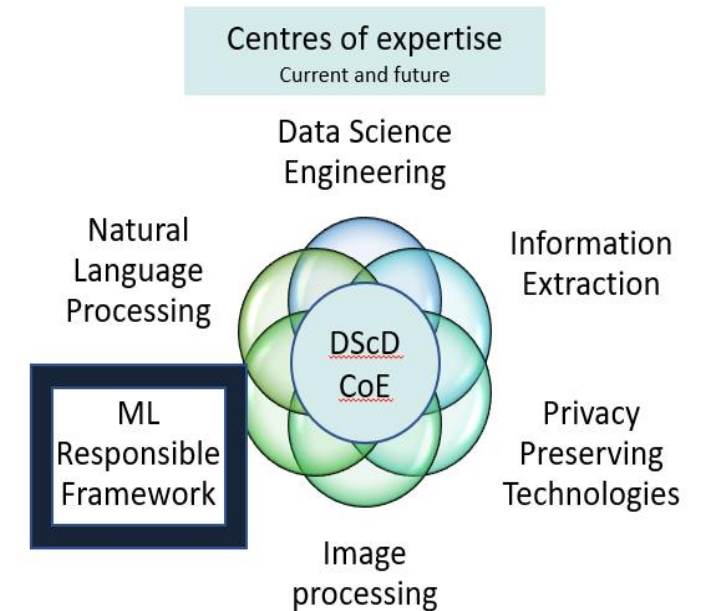 Centres of expertise
Current and future
Data Science
Engineering
Natural
Language
Processing
Information
Extraction
DScD
CoE
ML
Responsible
Framework
Privacy
Preserving
Technologies
Image
processing